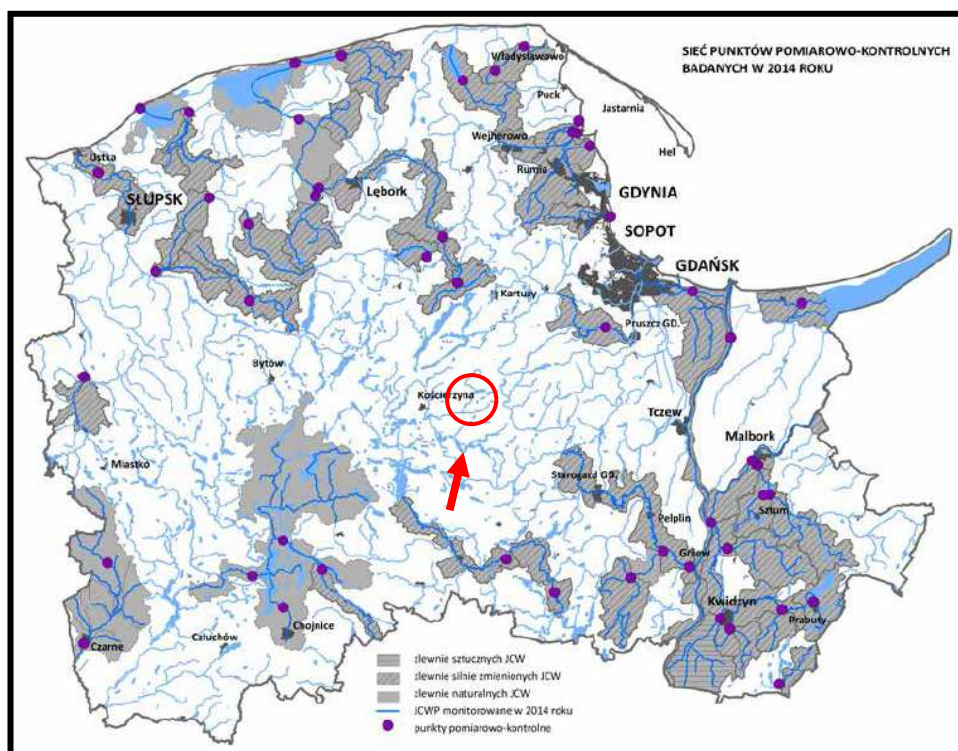 SIEĆ PUNKTÓW POMIAROWO-KONTROLNYCH
BADANYCH W 2014 ROKU
Władysławowo
Puck
Jastarnia
Wejherowo
Hel
Ustka
Rumia
SŁUPSK
Lębork
GDYNIA
SOPOT
GDAŃSK
Kartuzy
Pruszcz GD.
Bytów
Kościerzyna
Tczew
Malbork
Miastko
Starogard GD.
Sztum
Pelplin
Gniew
Kwidzyn
Prabuty
Czarne
Człuchów
Chojnice
zlewnie sztucznych JCW
zlewnie silnie zmienionych JCW
zlewnie naturalnych JCW
JCWP monitorowane w 2014 roku
punkty pomiarowo-kontrolne